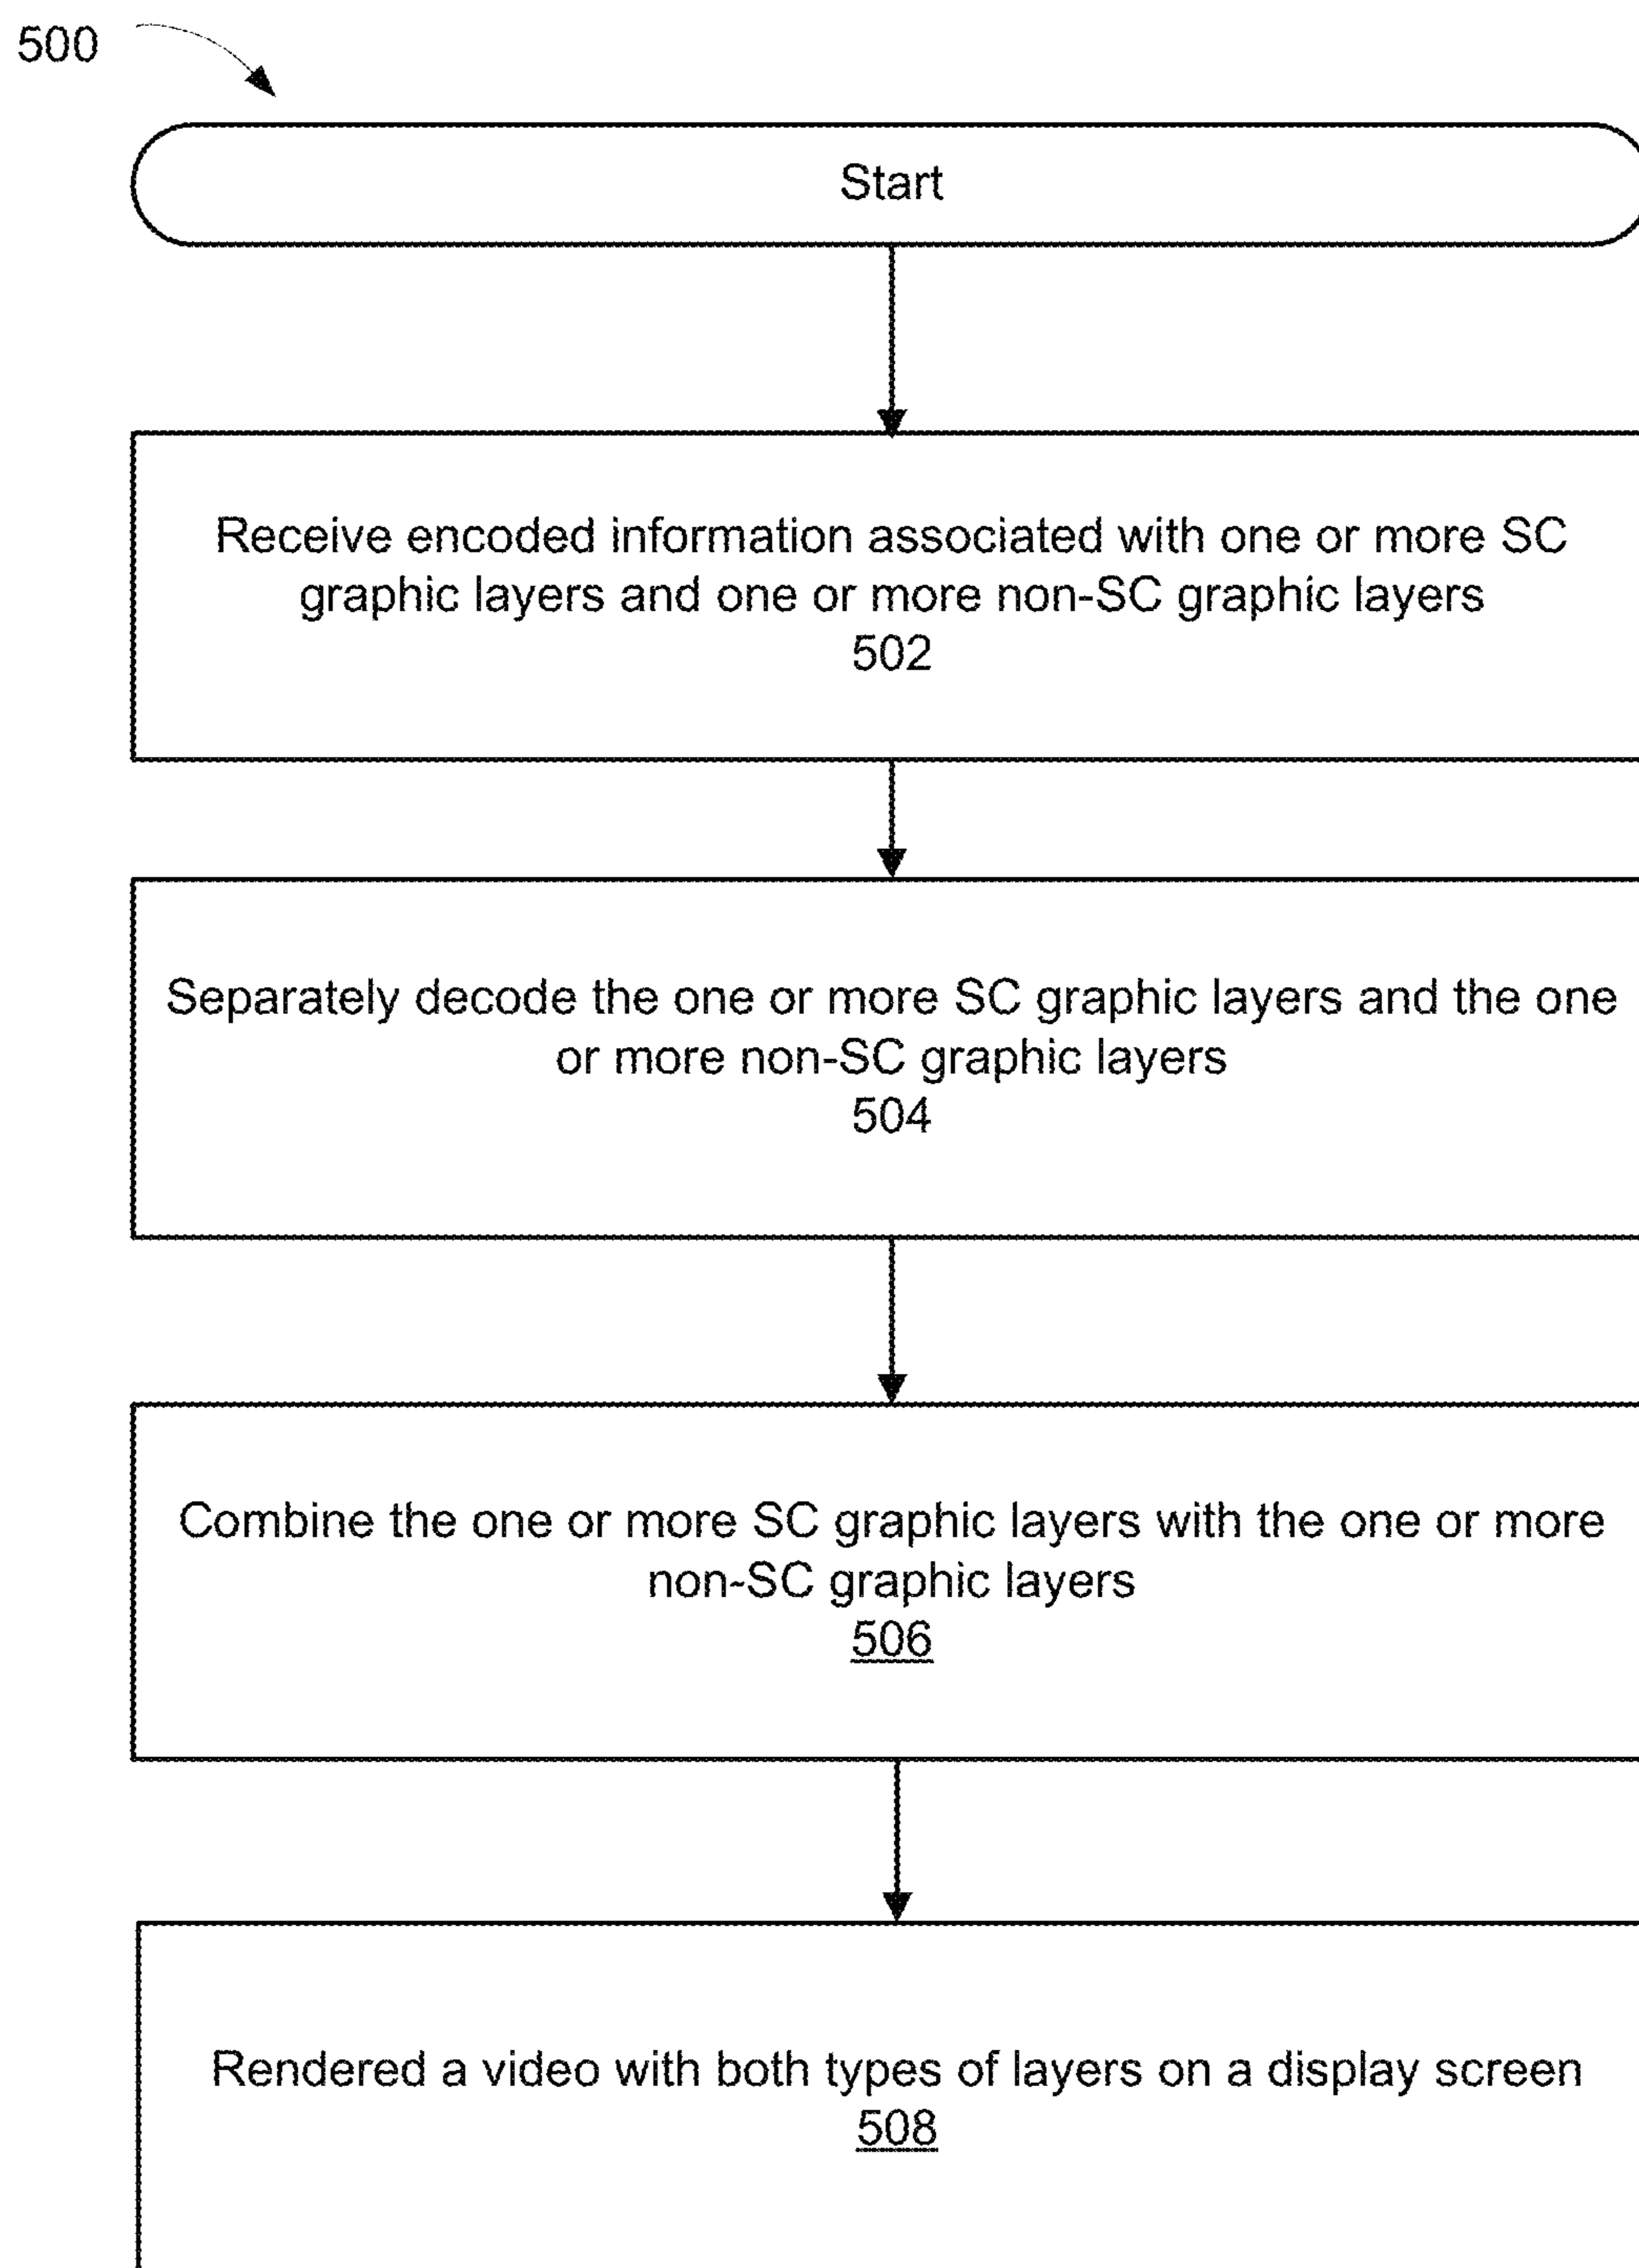 500
Start
Receive encoded information associated with one or more SC
graphic layers and one or more non-SC graphic layers
502
Separately decode the one or more SC graphic layers and the one
or more non-SC graphic layers
504
Combine the one or more SC graphic layers with the one or more
non-SC graphic layers
506
Rendered a video with both types of layers on a display screen
508